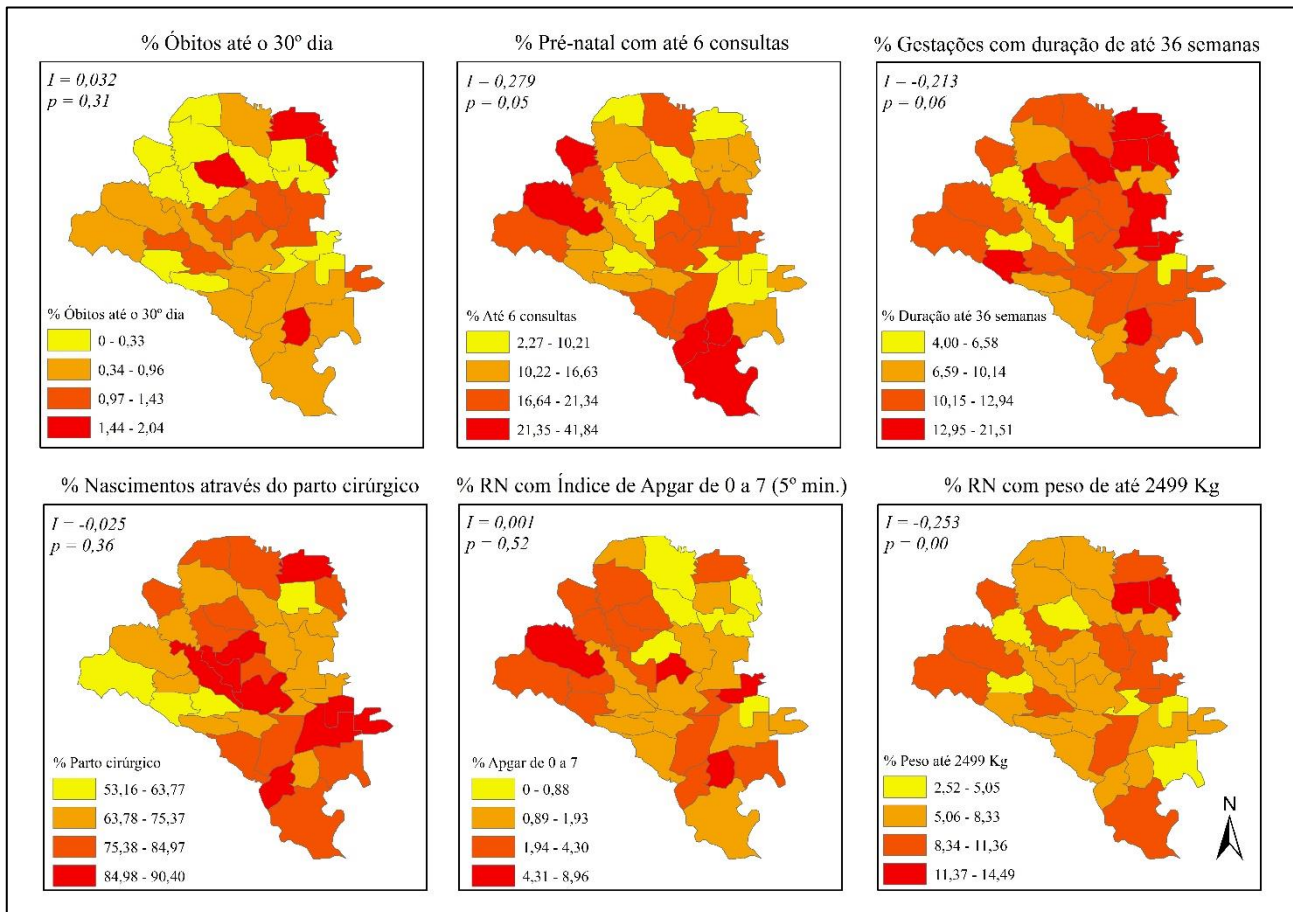 % Óbitos até o 30º dia
I = 0,032
p = 0,31
% Óbitos até o 30º dia
0 - 0,33
0,34 - 0,96
0,97 - 1,43
1,44 - 2,04
% Pré-natal com até 6 consultas
I = 0,279
p = 0,05
% Até 6 consultas
2,27 - 10,21
10,22 - 16,63
16,64 - 21,34
21,35 - 41,84
% Gestações com duração de até 36 semanas
I = -0,213
p = 0,06
% Duração até 36 semanas
4,00 - 6,58
6,59 - 10,14
10,15 - 12,94
12,95 - 21,51
% Nascimentos através do parto cirúrgico
I = -0,025
p = 0,36
% Parto cirúrgico
53,16 - 63,77
63,78 - 75,37
75,38 - 84,97
84,98 - 90,40
% RN com Índice de Apgar de 0 a 7 (5º min.)
I = 0,001
p = 0,52
% Apgar de 0 a 7
0 - 0,88
0,89 - 1,93
1,94 - 4,30
4,31 - 8,96
% RN com peso de até 2499 Kg
I = -0,253
p = 0,00
% Peso até 2499 Kg
2,52 - 5,05
5,06 - 8,33
8,34 - 11,36
11,37 - 14,49
N